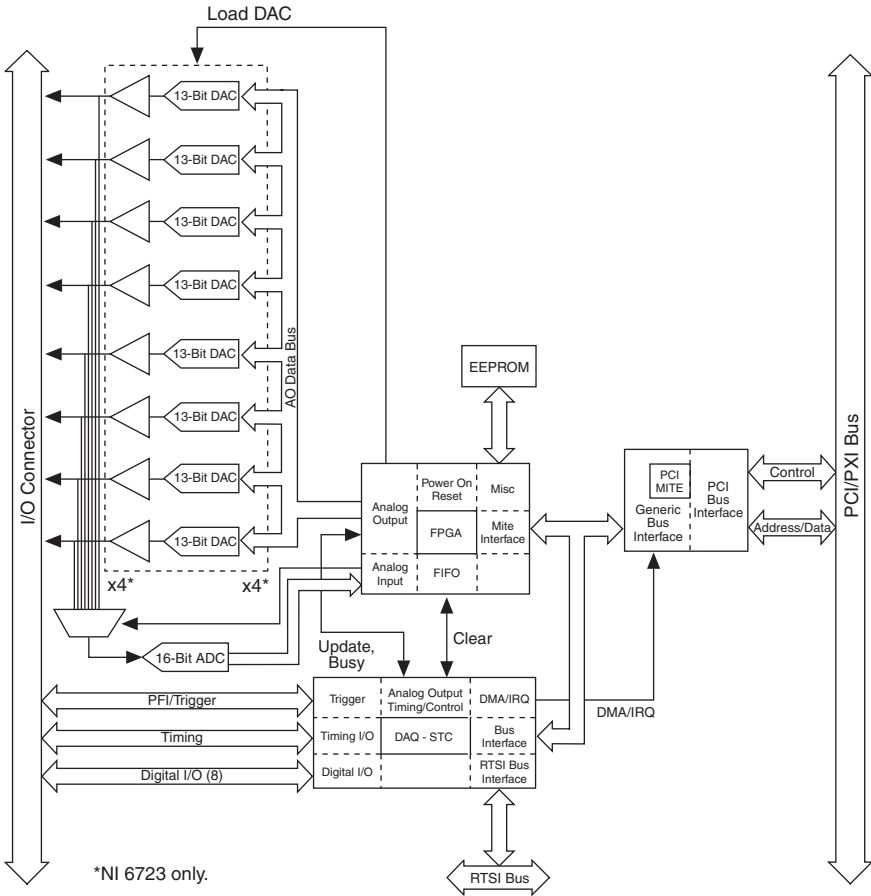 Load DAC
13-Bit DAC
13-Bit DAC
13-Bit DAC
13-Bit DAC
13-Bit DAC
13-Bit DAC
13-Bit DAC
13-Bit DAC
AO Data Bus
I/O Connector
x4*
x4*
16-Bit ADC
EEPROM
Analog
Output
Power On
Reset
Misc
FPGA
Mite
Interface
Analog
Input
FIFO
PCI
MITE
Generic
Bus
Interface
PCI
Bus
Interface
Control
Address/Data
PCI/PXI Bus
Update,
Busy
Clear
PFI/Trigger
Timing
Digital I/O (8)
Trigger
Analog Output
Timing/Control
DMA/IRQ
Timing I/O
DAQ - STC
Bus
Interface
Digital I/O
RTSI Bus
Interface
DMA/IRQ
RTSI Bus
*NI 6723 only.